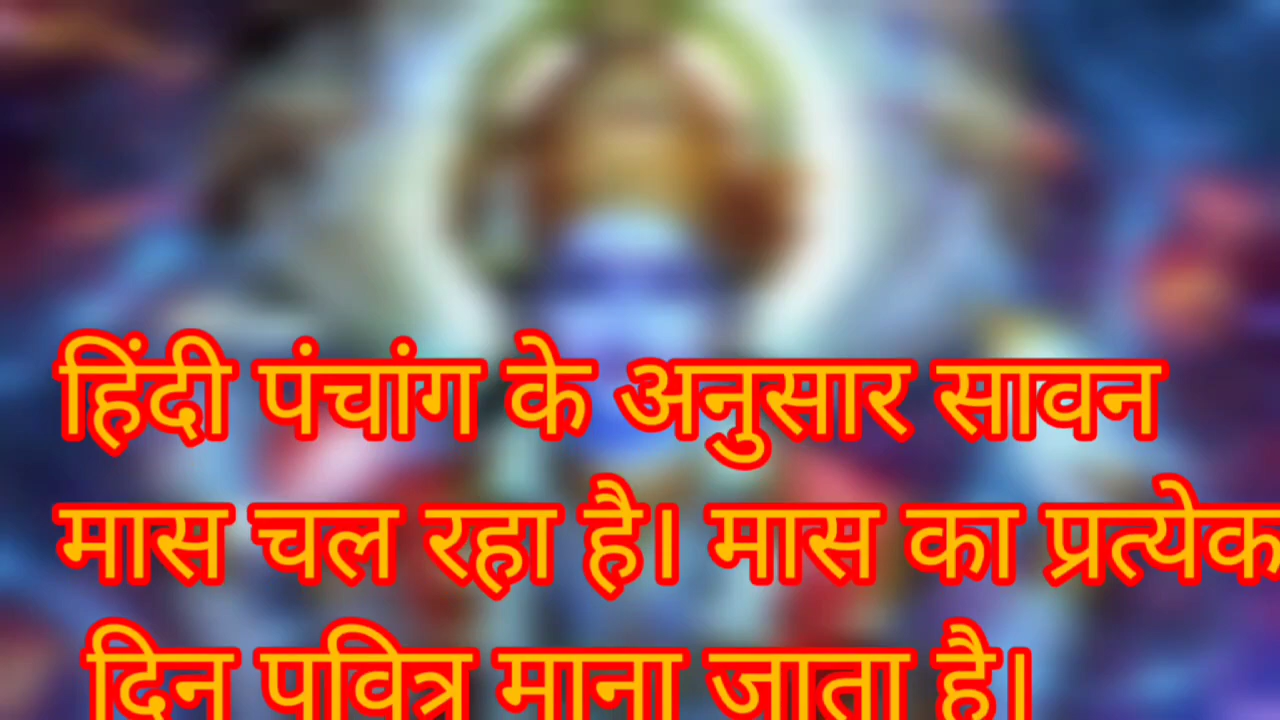 हिंदी पंचांग के अनुसार सावन
मास चल रहा है। मास का प्रत्येक
दिन पवित्र माना जाता है।